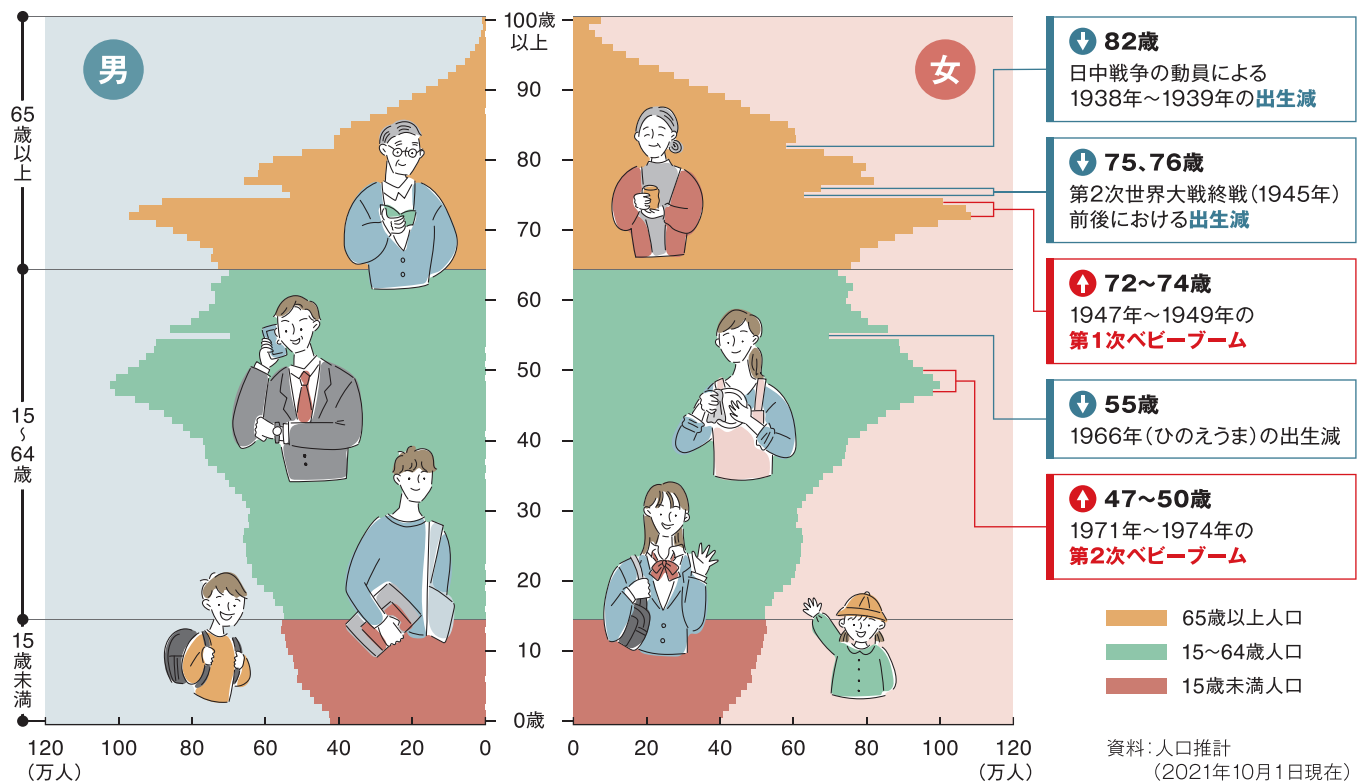 男
女
65歳以上
15〜64歳
15歳未満
100歳
以上
90
80
70
60
50
40
30
20
10
0歳
120 100 80 60 40 20 0
（万人）
0 20 40 60 80 100 120
（万人）
82歳
日中戦争の動員による
1938年〜1939年の出生減
75、76歳
第2次世界大戦終戦（1945年）
前後における出生減
72〜74歳
1947年〜1949年の
第1次ベビーブーム
55歳
1966年（ひのえうま）の出生減
47〜50歳
1971年〜1974年の
第2次ベビーブーム
65歳以上人口
15〜64歳人口
15歳未満人口
資料：人口推計
（2021年10月1日現在）